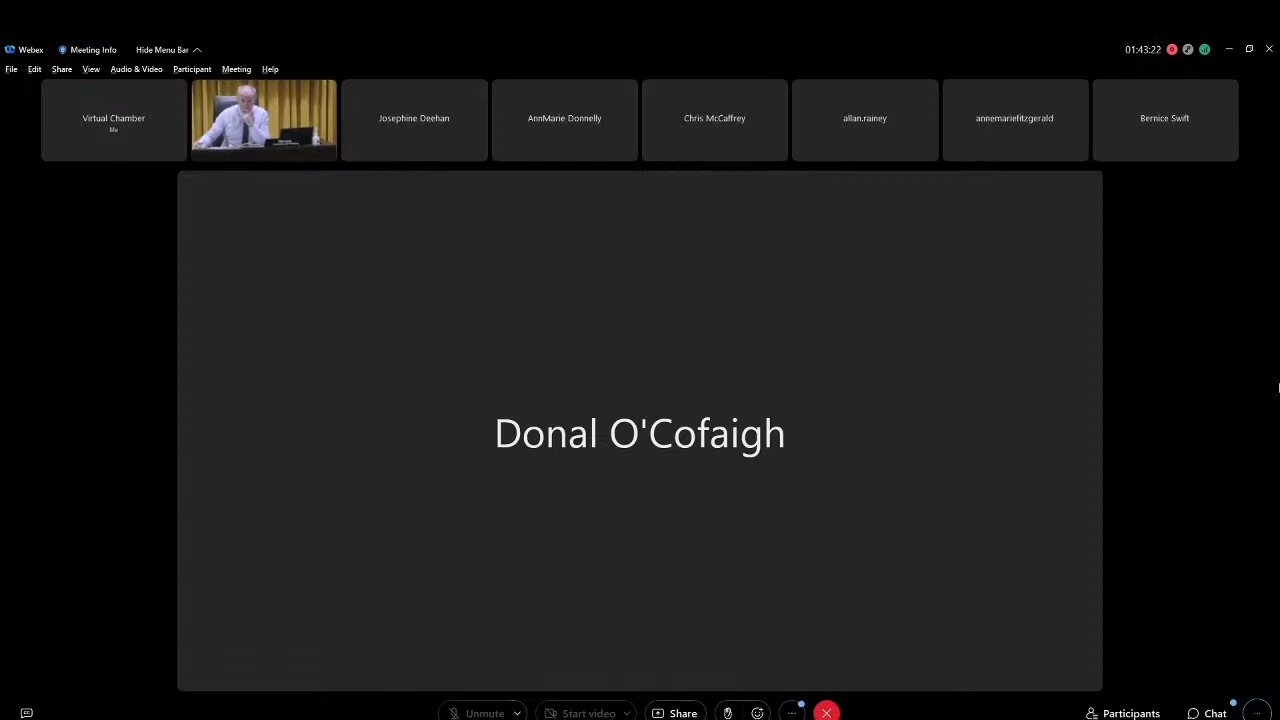 Webex Meeting Info Hide Menu Bar 01:43:22
File Edit Share View Audio & Video Participant Meeting Help
Virtual Chamber
Me
Josephine Deehan
AnnMarie Donnelly
Chris McCaffrey
allan.rainey
annemariefitzgerald
Bernice Swift
Donal O'Cofaigh
Unmute Start video Share Participants Chat